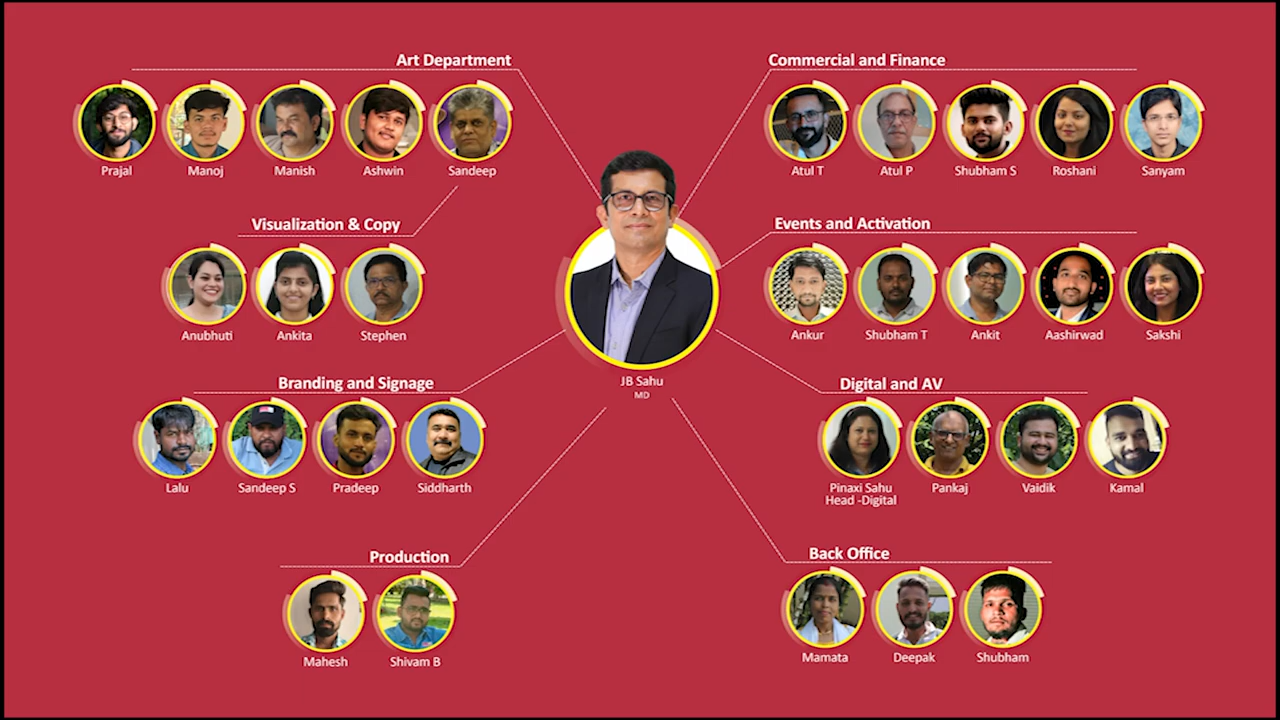 Art Department
Prajal
Manoj
Manish
Ashwin
Sandeep
Visualization & Copy
Anubhuti
Ankita
Stephen
Branding and Signage
Lalu
Sandeep S
Pradeep
Siddharth
Production
Mahesh
Shivam B
JB Sahu
MD
Commercial and Finance
Atul T
Atul P
Shubham S
Roshani
Sanyam
Events and Activation
Ankur
Shubham T
Ankit
Aashirwad
Sakshi
Digital and AV
Pinaxi Sahu
Head -Digital
Pankaj
Vaidik
Kamal
Back Office
Mamata
Deepak
Shubham